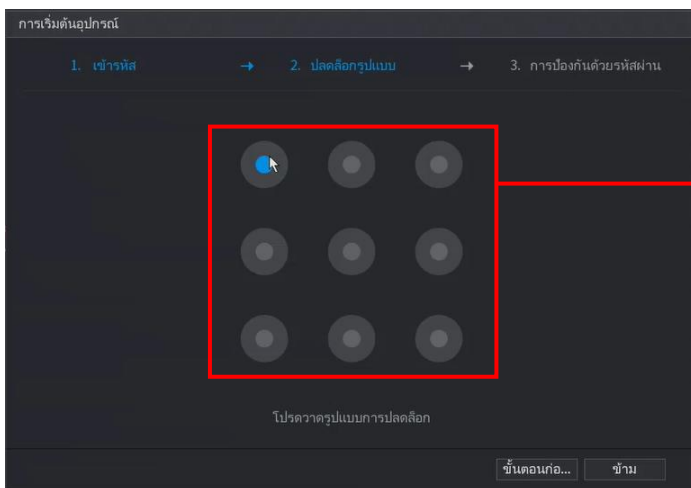 การเริ่มต้นอุปกรณ์
1. เข้ารหัส → 2. ปลดล็อกรูปแบบ → 3. การป้องกันด้วยรหัสผ่าน
โปรดวาดรูปแบบการปลดล็อก
ขั้นตอนก่อ... ข้าม